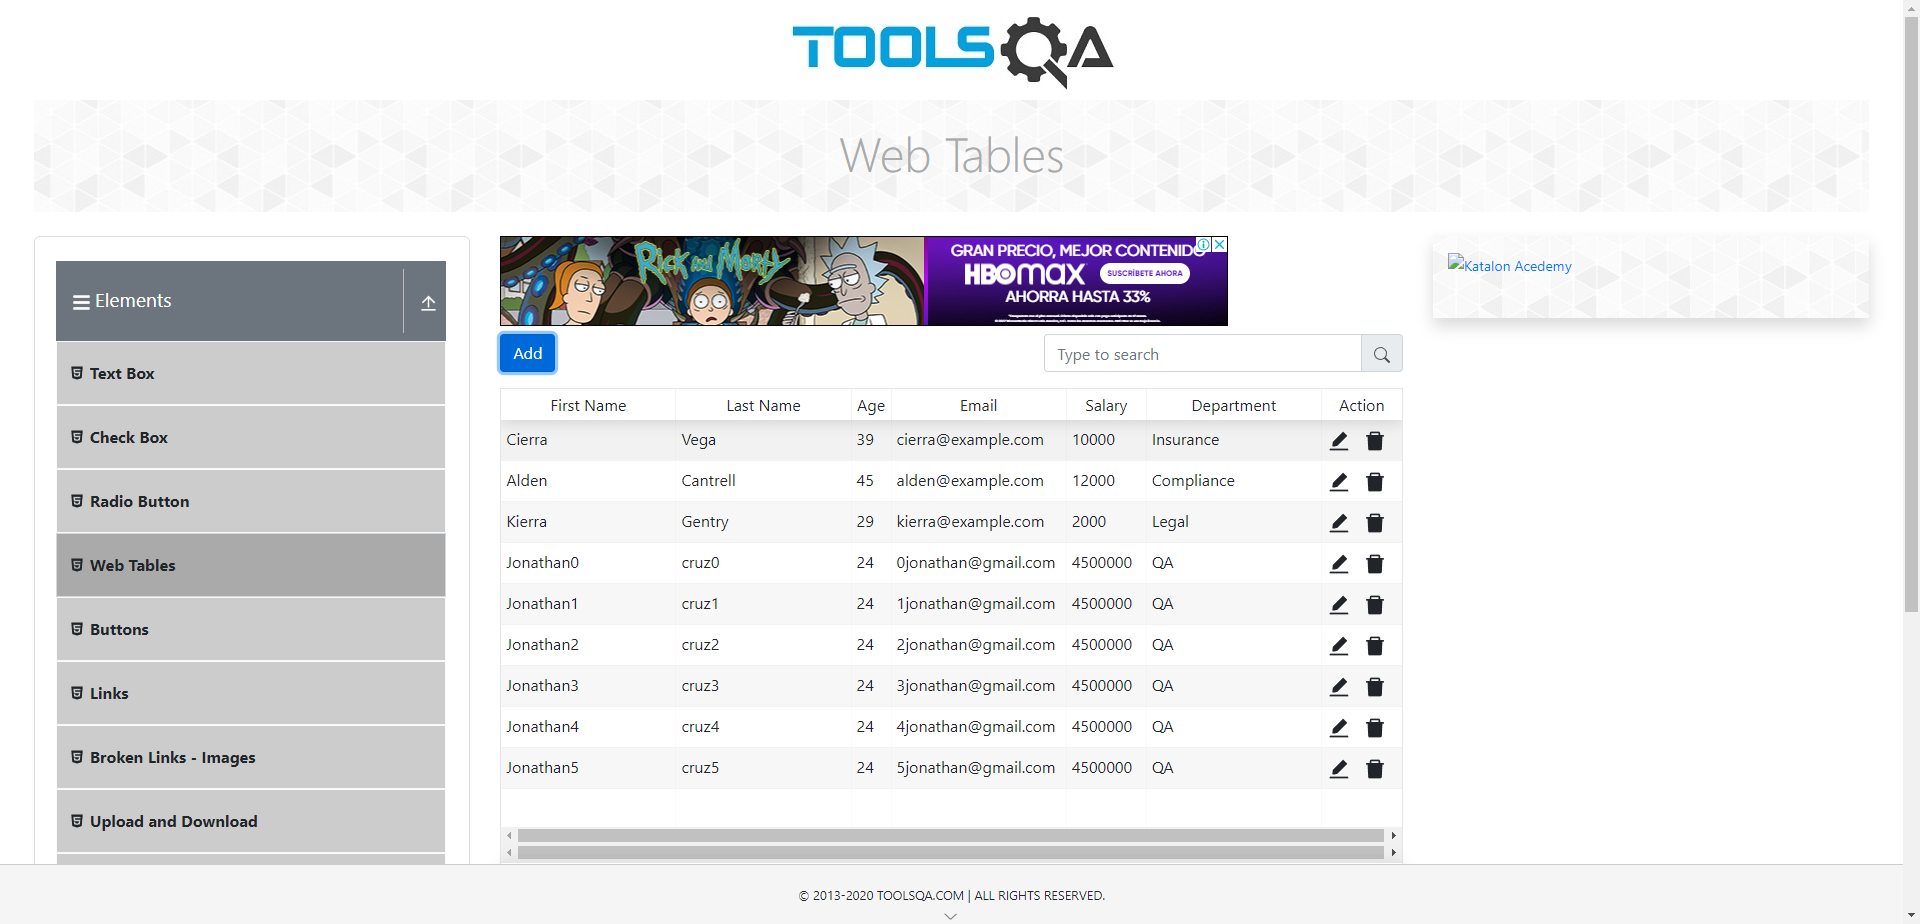 TOOLSQA
Web Tables
Elements
Text Box
Check Box
Radio Button
Web Tables
Buttons
Links
Broken Links - Images
Upload and Download
Rick and Morty
GRAN PRECIO, MEJOR CONTENIDO
HBOMAX SUSCRÍBETE AHORA
AHORRA HASTA 33%
Add
Type to search
First Name Last Name Age Email Salary Department Action
Cierra Vega 39 cierra@example.com 10000 Insurance
Alden Cantrell 45 alden@example.com 12000 Compliance
Kierra Gentry 29 kierra@example.com 2000 Legal
Jonathan0 cruz0 24 0jonathan@gmail.com 4500000 QA
Jonathan1 cruz1 24 1jonathan@gmail.com 4500000 QA
Jonathan2 cruz2 24 2jonathan@gmail.com 4500000 QA
Jonathan3 cruz3 24 3jonathan@gmail.com 4500000 QA
Jonathan4 cruz4 24 4jonathan@gmail.com 4500000 QA
Jonathan5 cruz5 24 5jonathan@gmail.com 4500000 QA
Katalon Acedemy
© 2013-2020 TOOLSQA.COM | ALL RIGHTS RESERVED.